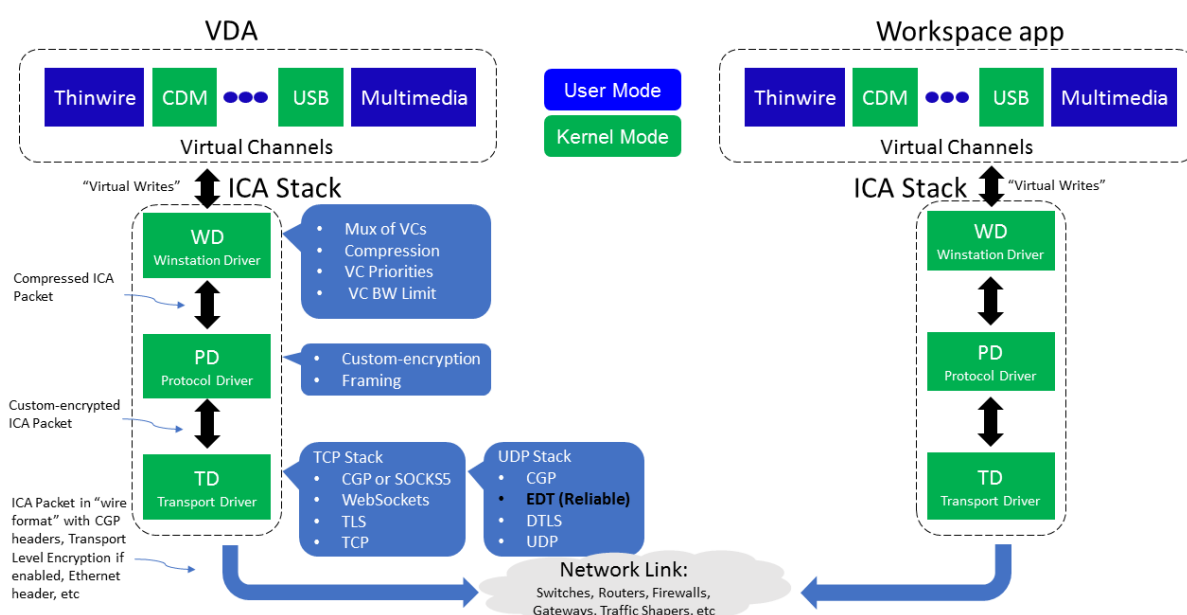 VDA
Thinwire
CDM
USB
Multimedia
Virtual Channels
User Mode
Kernel Mode
Workspace app
Thinwire
CDM
USB
Multimedia
Virtual Channels
“Virtual Writes”
ICA Stack
WD
Winstation Driver
• Mux of VCs
• Compression
• VC Priorities
• VC BW Limit
Compressed ICA
Packet
PD
Protocol Driver
• Custom-encryption
• Framing
Custom-encrypted
ICA Packet
TD
Transport Driver
TCP Stack
• CGP or SOCKS5
• WebSockets
• TLS
• TCP
UDP Stack
• CGP
• EDT (Reliable)
• DTLS
• UDP
ICA Packet in “wire
format” with CGP
headers, Transport
Level Encryption if
enabled, Ethernet
header, etc
Network Link:
Switches, Routers, Firewalls,
Gateways, Traffic Shapers, etc
ICA Stack
“Virtual Writes”
WD
Winstation Driver
PD
Protocol Driver
TD
Transport Driver